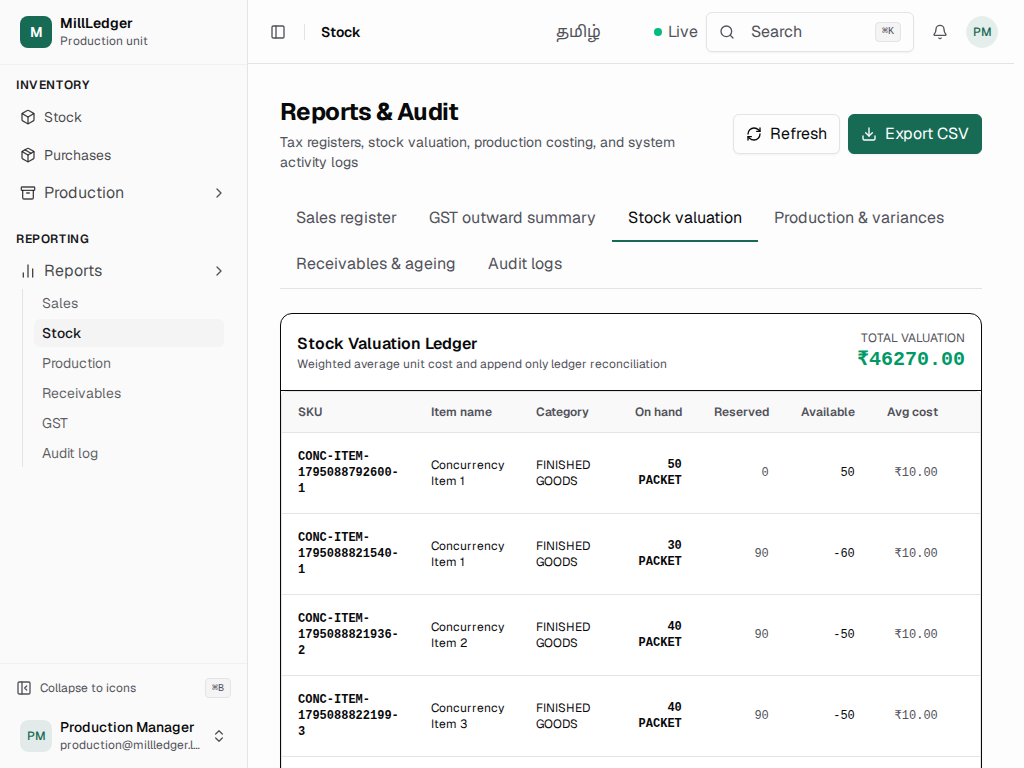 M
MillLedger
Production unit
INVENTORY
Stock
Purchases
Production
REPORTING
Reports
Sales
Stock
Production
Receivables
GST
Audit log
Collapse to icons
⌘B
PM
Production Manager
production@millledger.l...
Stock
தமிழ்
Live
Search
⌘K
PM
Reports & Audit
Tax registers, stock valuation, production costing, and system
activity logs
Refresh
Export CSV
Sales register
GST outward summary
Stock valuation
Production & variances
Receivables & ageing
Audit logs
Stock Valuation Ledger
Weighted average unit cost and append only ledger reconciliation
TOTAL VALUATION
₹46270.00
SKU Item name Category On hand Reserved Available Avg cost
CONC-ITEM-
1795088792600-
1
Concurrency
Item 1
FINISHED
GOODS
50
PACKET
0
50
₹10.00
CONC-ITEM-
1795088821540-
1
Concurrency
Item 1
FINISHED
GOODS
30
PACKET
90
-60
₹10.00
CONC-ITEM-
1795088821936-
2
Concurrency
Item 2
FINISHED
GOODS
40
PACKET
90
-50
₹10.00
CONC-ITEM-
1795088822199-
3
Concurrency
Item 3
FINISHED
GOODS
40
PACKET
90
-50
₹10.00